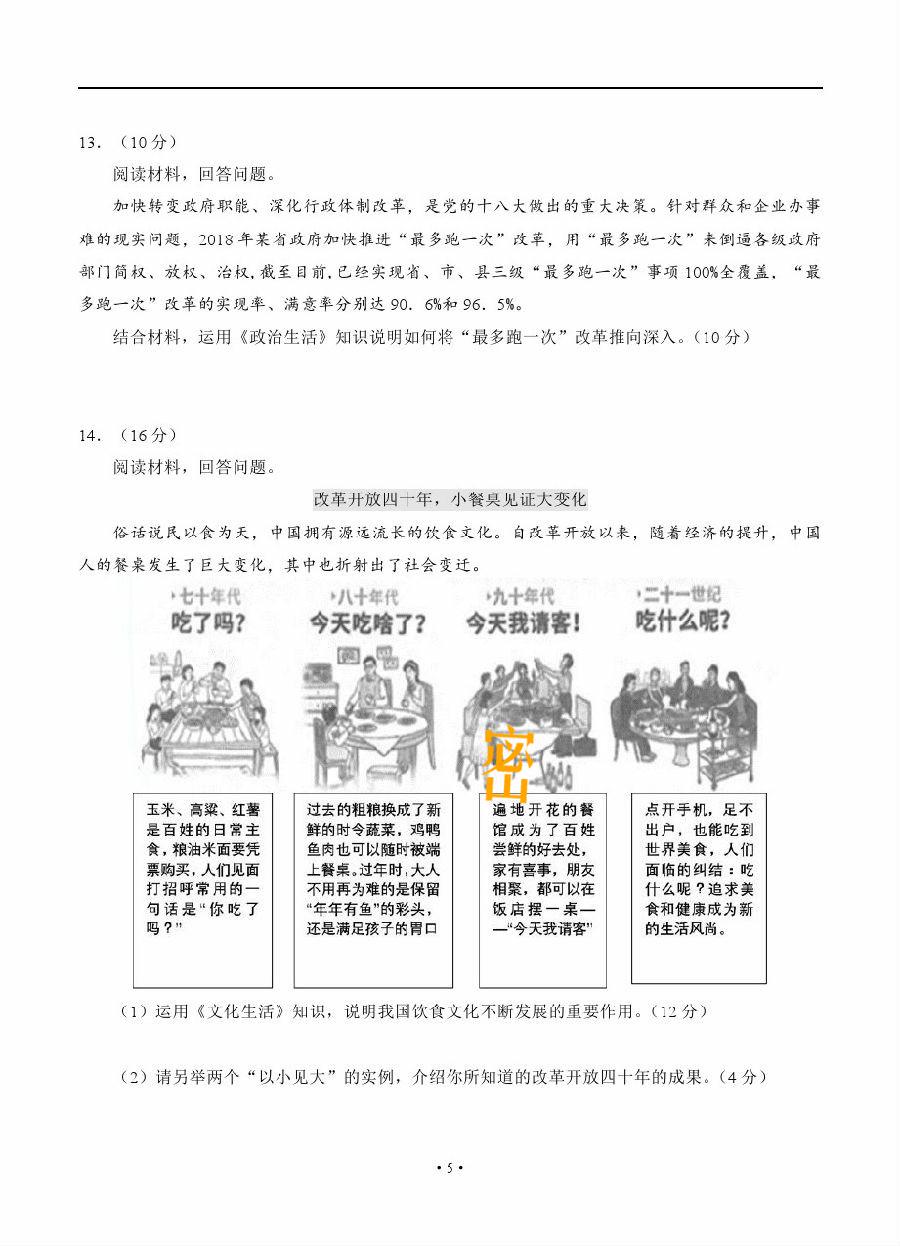 13．（10分）
阅读材料，回答问题。
加快转变政府职能、深化行政体制改革，是党的十八大做出的重大决策。针对群众和企业办事
难的现实问题，2018年某省政府加快推进“最多跑一次”改革，用“最多跑一次”来倒逼各级政府
部门简权、放权、治权,截至目前,已经实现省、市、县三级“最多跑一次”事项100%全覆盖，“最
多跑一次”改革的实现率、满意率分别达90．6%和96．5%。
结合材料，运用《政治生活》知识说明如何将“最多跑一次”改革推向深入。（10分）
14．（16分）
阅读材料，回答问题。
改革开放四十年，小餐桌见证大变化
俗话说民以食为天，中国拥有源远流长的饮食文化。自改革开放以来，随着经济的提升，中国
人的餐桌发生了巨大变化，其中也折射出了社会变迁。
七十年代
吃了吗？
玉米、高粱、红薯
是百姓的日常主
食，粮油米面要凭
票购买，人们见面
打招呼常用的一
句话是“你吃了
吗？”
八十年代
今天吃啥了？
过去的粗粮换成了新
鲜的时令蔬菜，鸡鸭
鱼肉也可以随时被端
上餐桌。过年时，大人
不用再为难的是保留
“年年有鱼”的彩头，
还是满足孩子的胃口
九十年代
今天我请客！
密
出
遍地开花的餐
馆成为了百姓
尝鲜的好去处，
家有喜事，朋友
相聚，都可以在
饭店摆一桌—
—“今天我请客”
二十一世纪
吃什么呢？
点开手机，足不
出户，也能吃到
世界美食，人们
面临的纠结：吃
什么呢？追求美
食和健康成为新
的生活风尚。
（1）运用《文化生活》知识，说明我国饮食文化不断发展的重要作用。（12分）
（2）请另举两个“以小见大”的实例，介绍你所知道的改革开放四十年的成果。（4分）
·5·